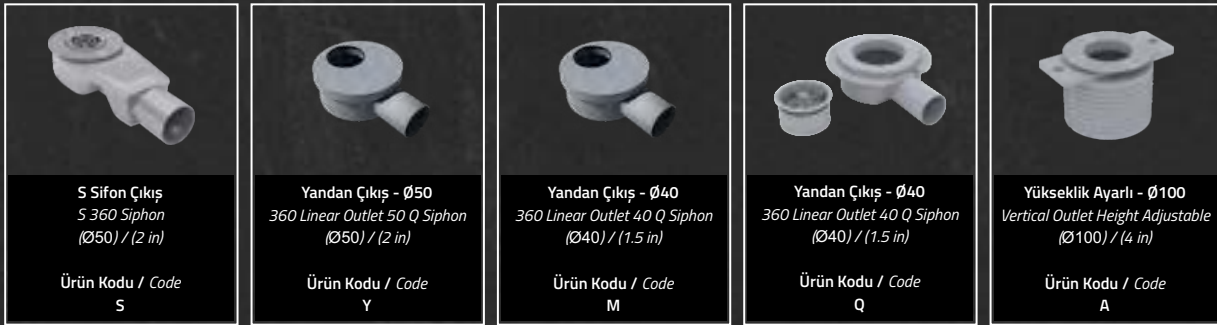 S Sifon Çıkış
S 360 Siphon
(Ø50) / (2 in)
Ürün Kodu / Code
S
Yandan Çıkış - Ø50
360 Linear Outlet 50 Q Siphon
(Ø50) / (2 in)
Ürün Kodu / Code
Y
Yandan Çıkış - Ø40
360 Linear Outlet 40 Q Siphon
(Ø40) / (1.5 in)
Ürün Kodu / Code
M
Yandan Çıkış - Ø40
360 Linear Outlet 40 Q Siphon
(Ø40) / (1.5 in)
Ürün Kodu / Code
Q
Yükseklik Ayarlı - Ø100
Vertical Outlet Height Adjustable
(Ø100) / (4 in)
Ürün Kodu / Code
A